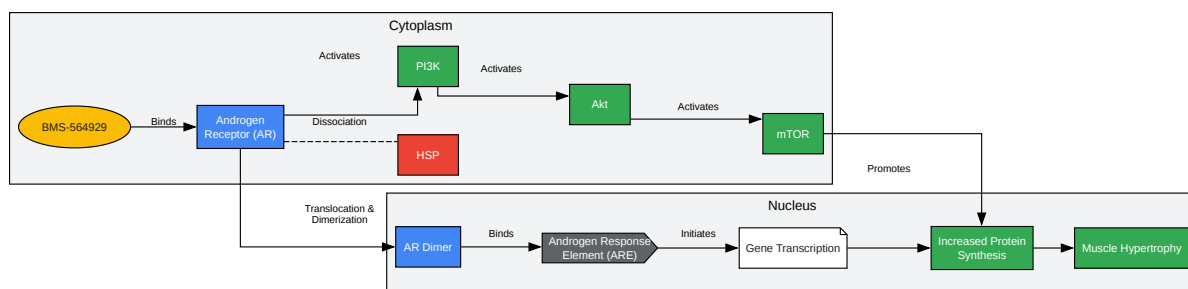 Cytoplasm
Activates
PI3K
Activates
Akt
Activates
BMS-564929
Binds
Androgen
Receptor (AR)
Dissociation
HSP
mTOR
Promotes
Translocation &
Dimerization
Nucleus
AR Dimer
Binds
Androgen Response
Element (ARE)
Initiates
Gene Transcription
Increased Protein
Synthesis
Muscle Hypertrophy